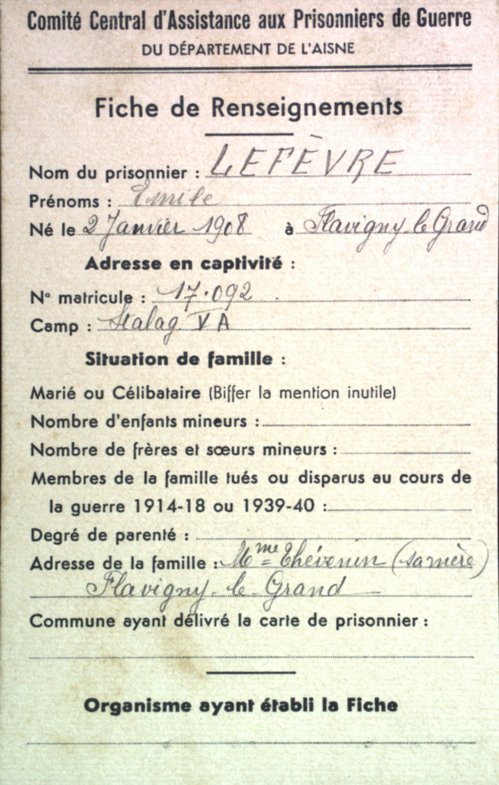 Comité Central d'Assistance aux Prisonniers de Guerre
DU DÉPARTEMENT DE L'AISNE
Fiche de Renseignements
Nom du prisonnier : LEFÈVRE
Prénoms : Emile
Né le 2 Janvier 1908 à Flavigny le Grand
Adresse en captivité :
N° matricule : 17.092
Camp : Stalag V A
Situation de famille :
Marié ou Célibataire (Biffer la mention inutile)
Nombre d'enfants mineurs :
Nombre de frères et sœurs mineurs :
Membres de la famille tués ou disparus au cours de
la guerre 1914-18 ou 1939-40 :
Degré de parenté :
Adresse de la famille : Mme Thévenin (sa mère)
Flavigny-le-Grand
Commune ayant délivré la carte de prisonnier :
Organisme ayant établi la Fiche